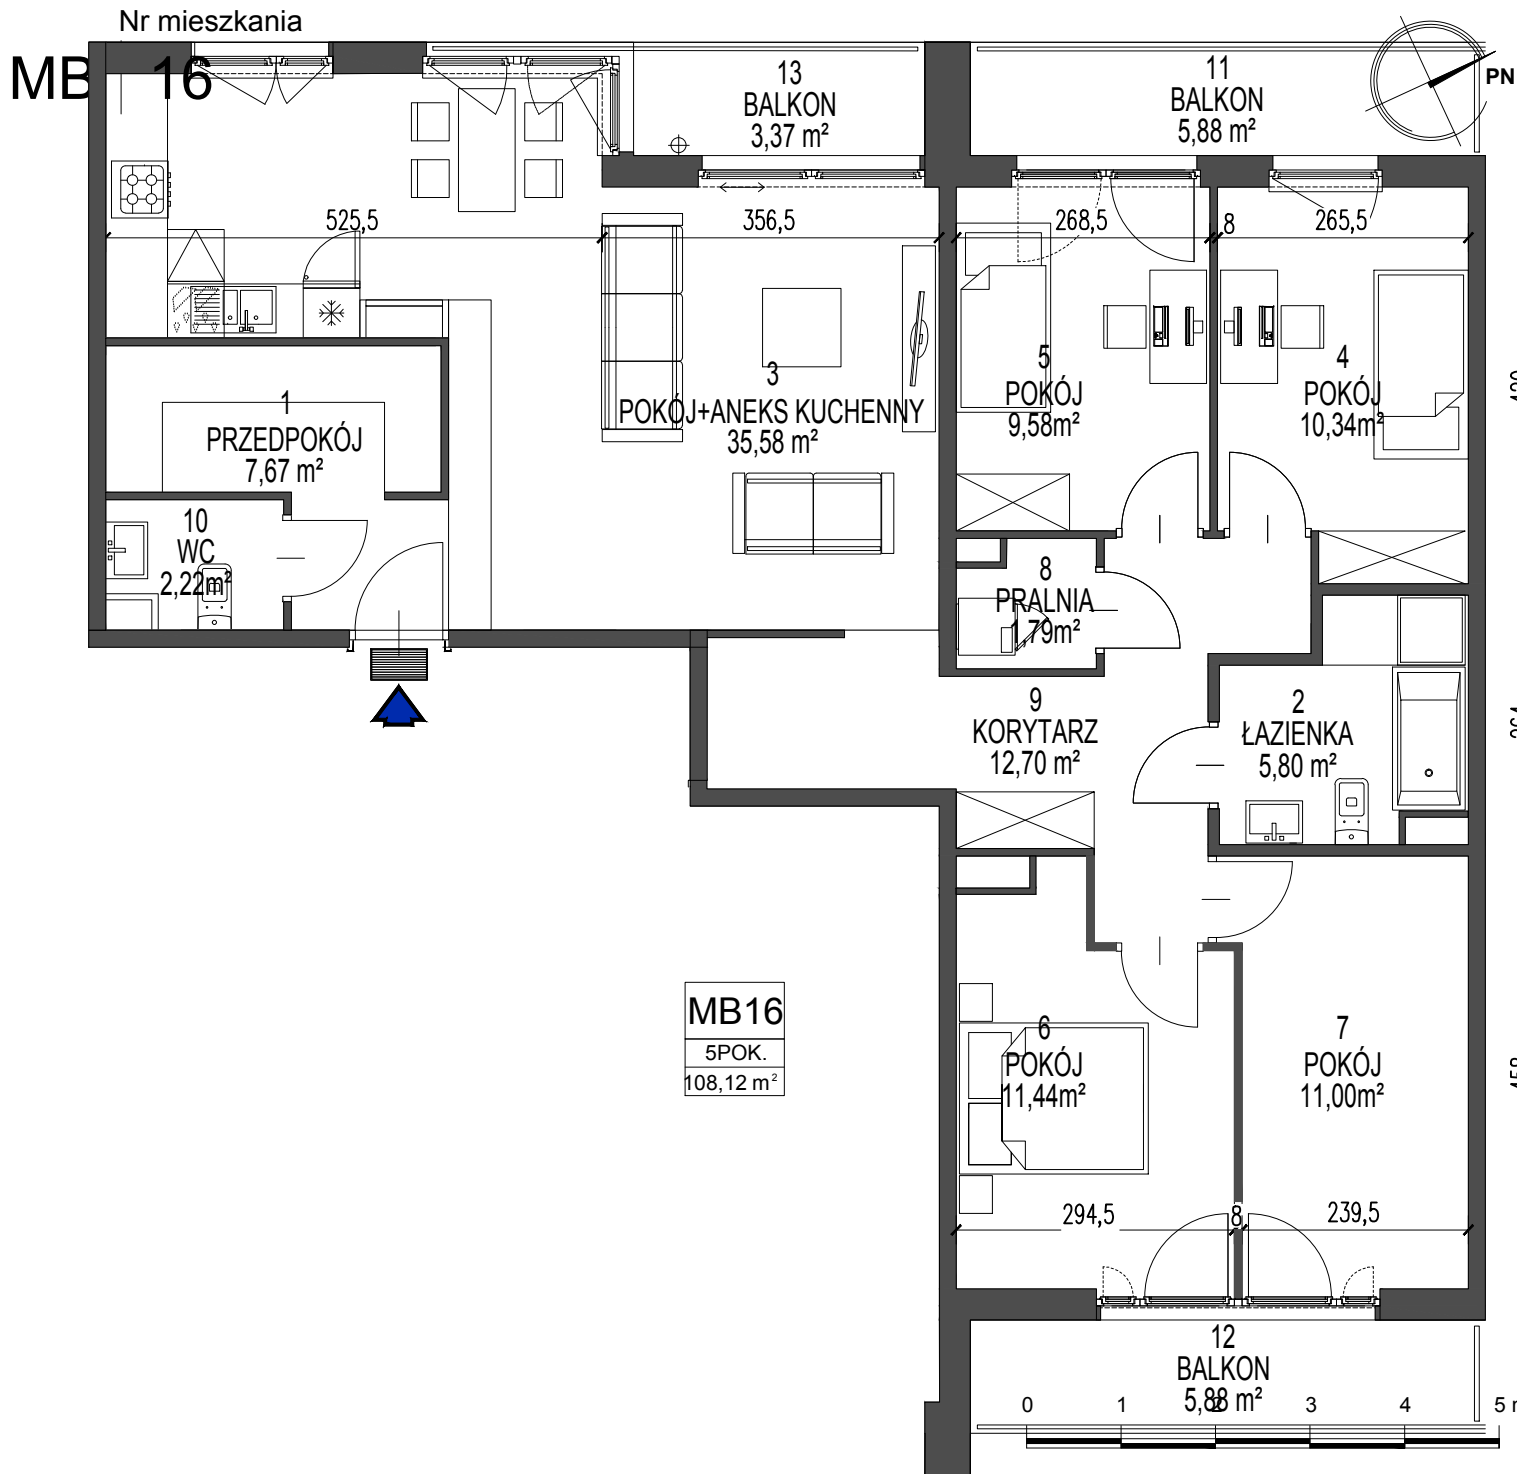 Nr mieszkania
MB 16
PN
13
BALKON
3,37 m²
11
BALKON
5,88 m²
525,5
356,5
268,5
8
265,5
3
POKÓJ+ANEKS KUCHENNY
35,58 m²
5
POKÓJ
9,58m²
4
POKÓJ
10,34m²
1
PRZEDPOKÓJ
7,67 m²
10
WC
2,22m²
8
PRALNIA
1,79m²
9
KORYTARZ
12,70 m²
2
ŁAZIENKA
5,80 m²
MB16
5POK.
108,12 m²
6
POKÓJ
11,44m²
7
POKÓJ
11,00m²
294,5
8
239,5
12
BALKON
5,88 m²
0 1 2 3 4 5